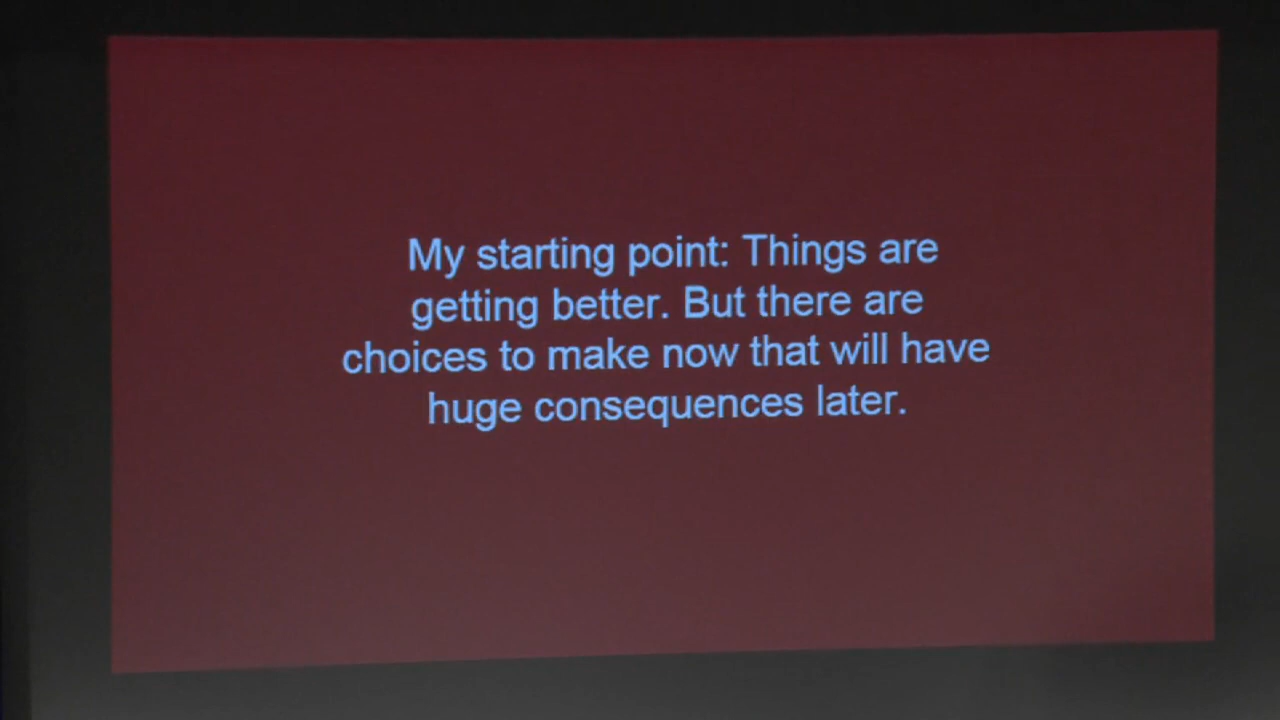 My starting point: Things are
getting better. But there are
choices to make now that will have
huge consequences later.